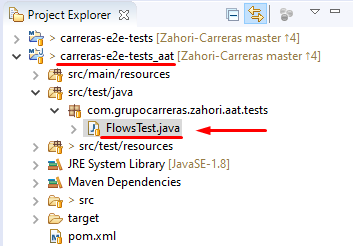 Project Explorer
> carreras-e2e-tests [Zahori-Carreras master ↑4]
> carreras-e2e-tests_aat [Zahori-Carreras master ↑4]
src/main/resources
src/test/java
com.grupocarreras.zahori.aat.tests
FlowsTest.java
> src/test/resources
JRE System Library [JavaSE-1.8]
Maven Dependencies
> src
target
pom.xml